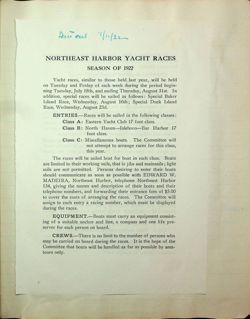 NORTHEAST HARBOR YACHT RACES
SEASON OF 1922
Yacht races, similar to those held last year, will be held
on Tuesday and Friday of each week during the period begin-
ning Tuesday, July 18th, and ending Thursday, August 31st. In
addition, special races will be sailed as follows: Special Baker
Island Race, Wednesday, August 16th; Special Duck Island
Race, Wednesday, August 23d.
ENTRIES.—Races will be sailed in the following classes:
Class A: Eastern Yacht Club 17 foot class.
Class B: North Haven—Islesboro—Bar Harbor 17
foot class.
Class C: Miscellaneous boats. The Committee will
not attempt to arrange races for this class,
this year.
The races will be sailed boat for boat in each class. Boats
are limited to their working sails, that is jibs and mainsails; light
sails are not permitted. Persons desiring to enter their boats
should communicate as soon as possible with EDWARD W.
MADEIRA, Northeast Harbor, telephone Northeast Harbor
134, giving the names and description of their boats and their
telephone numbers, and forwarding their entrance fees of $5.00
to cover the costs of arranging the races. The Committee will
assign to each entry a racing number, which must be displayed
during the races.
EQUIPMENT.—Boats must carry an equipment consist-
ing of a suitable anchor and line, a compass and one life pre-
server for each person on board.
CREWS.—There is no limit to the number of persons who
may be carried on board during the races. It is the hope of the
Committee that boats will be handled as far as possible by ama-
teurs only.